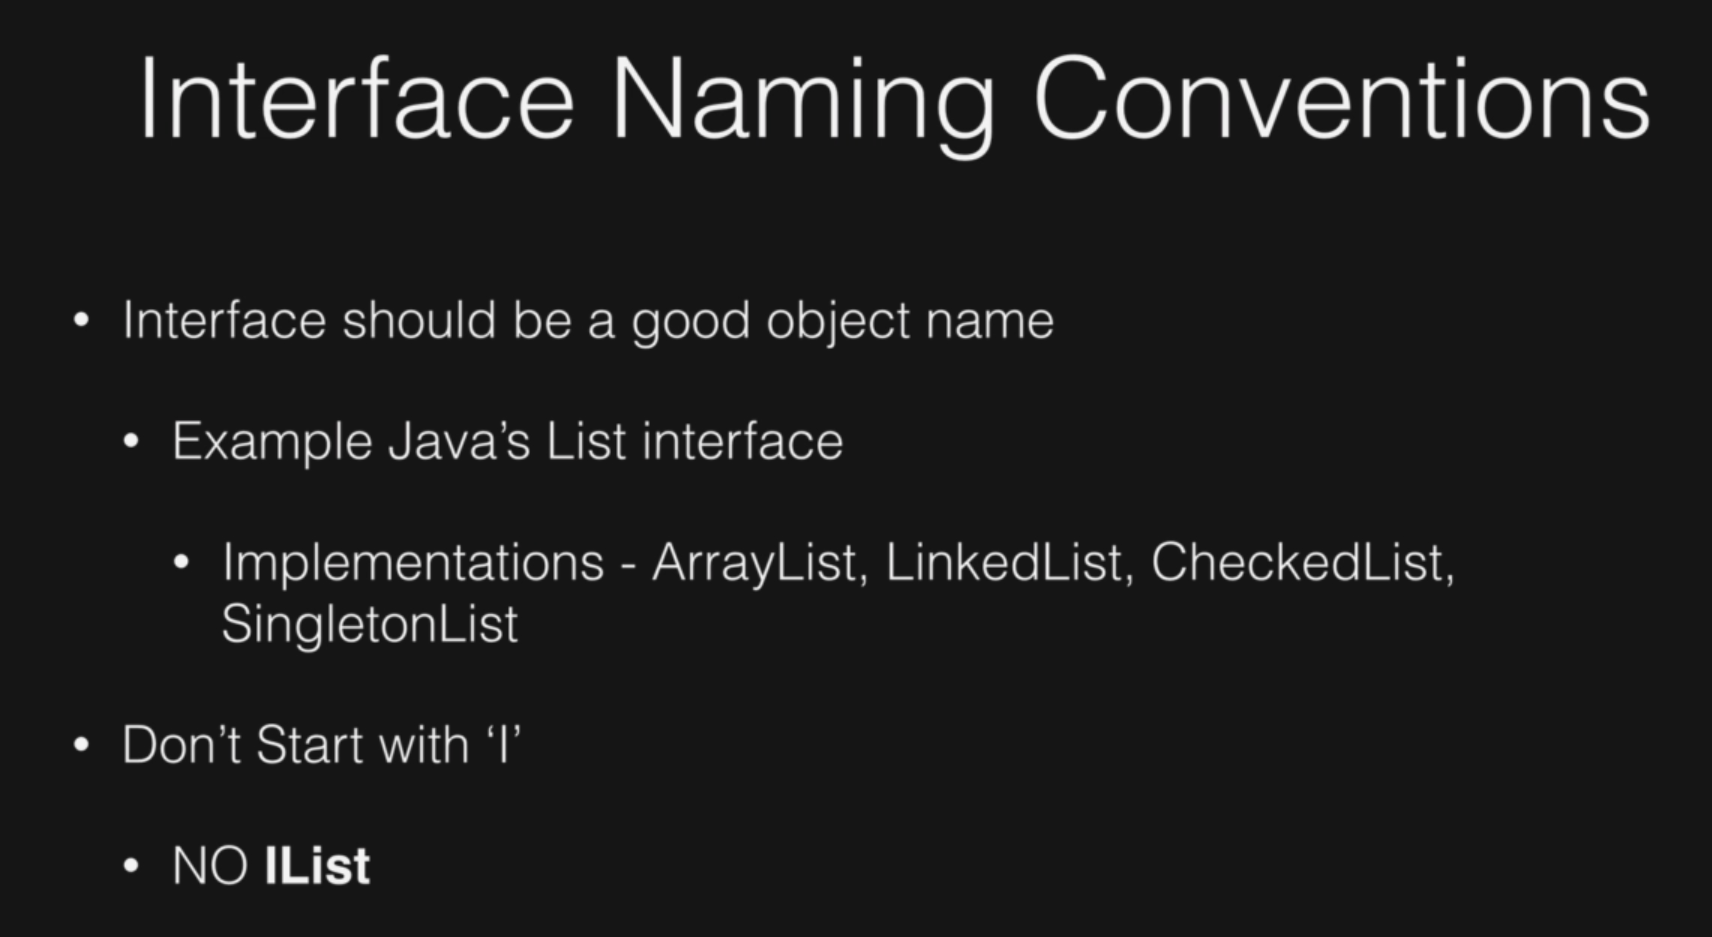 Interface Naming Conventions
• Interface should be a good object name
• Example Java’s List interface
• Implementations - ArrayList, LinkedList, CheckedList,
SingletonList
• Don’t Start with ‘I’
• NO IList